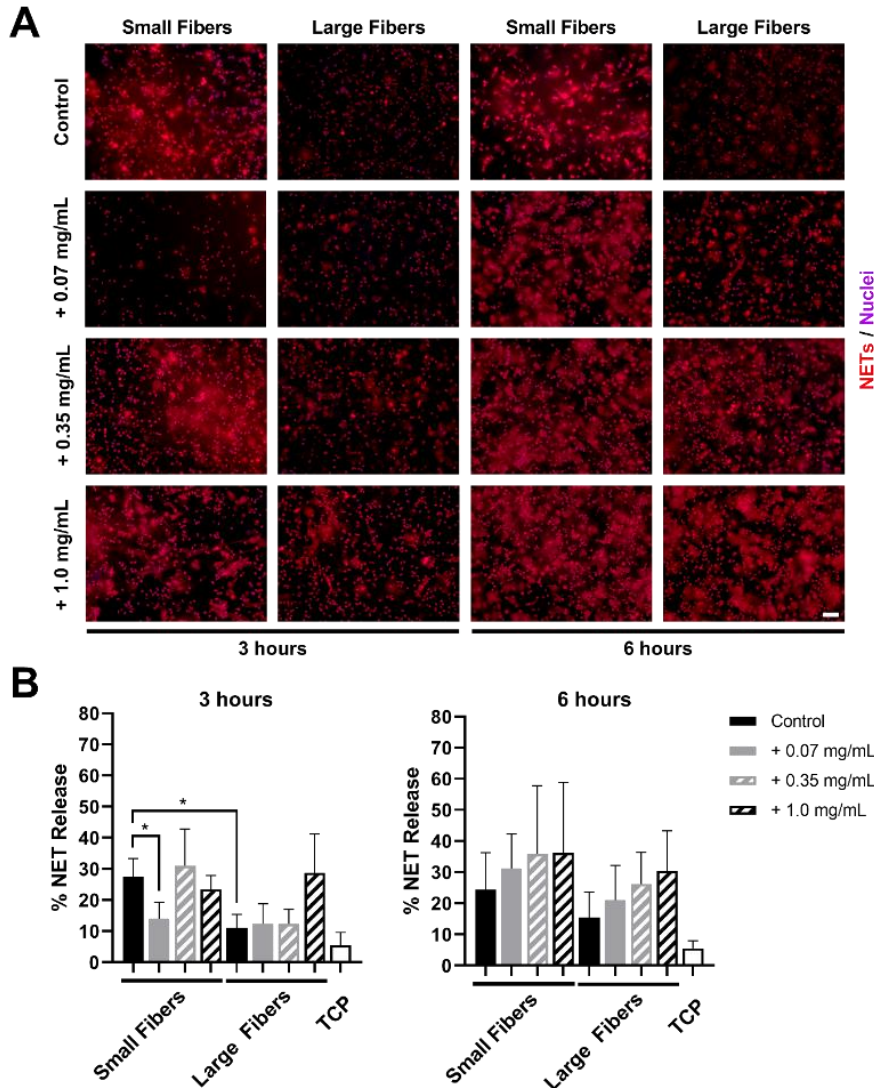 A
Small Fibers Large Fibers Small Fibers Large Fibers
Control
+ 0.07 mg/mL
+ 0.35 mg/mL
+ 1.0 mg/mL
NETs / Nuclei
3 hours 6 hours
B
3 hours
% NET Release
80
70
60
50
40
30
20
10
0
*
*
Small Fibers
Large Fibers
TCP
6 hours
% NET Release
80
70
60
50
40
30
20
10
0
Small Fibers
Large Fibers
TCP
Control
+ 0.07 mg/mL
+ 0.35 mg/mL
+ 1.0 mg/mL